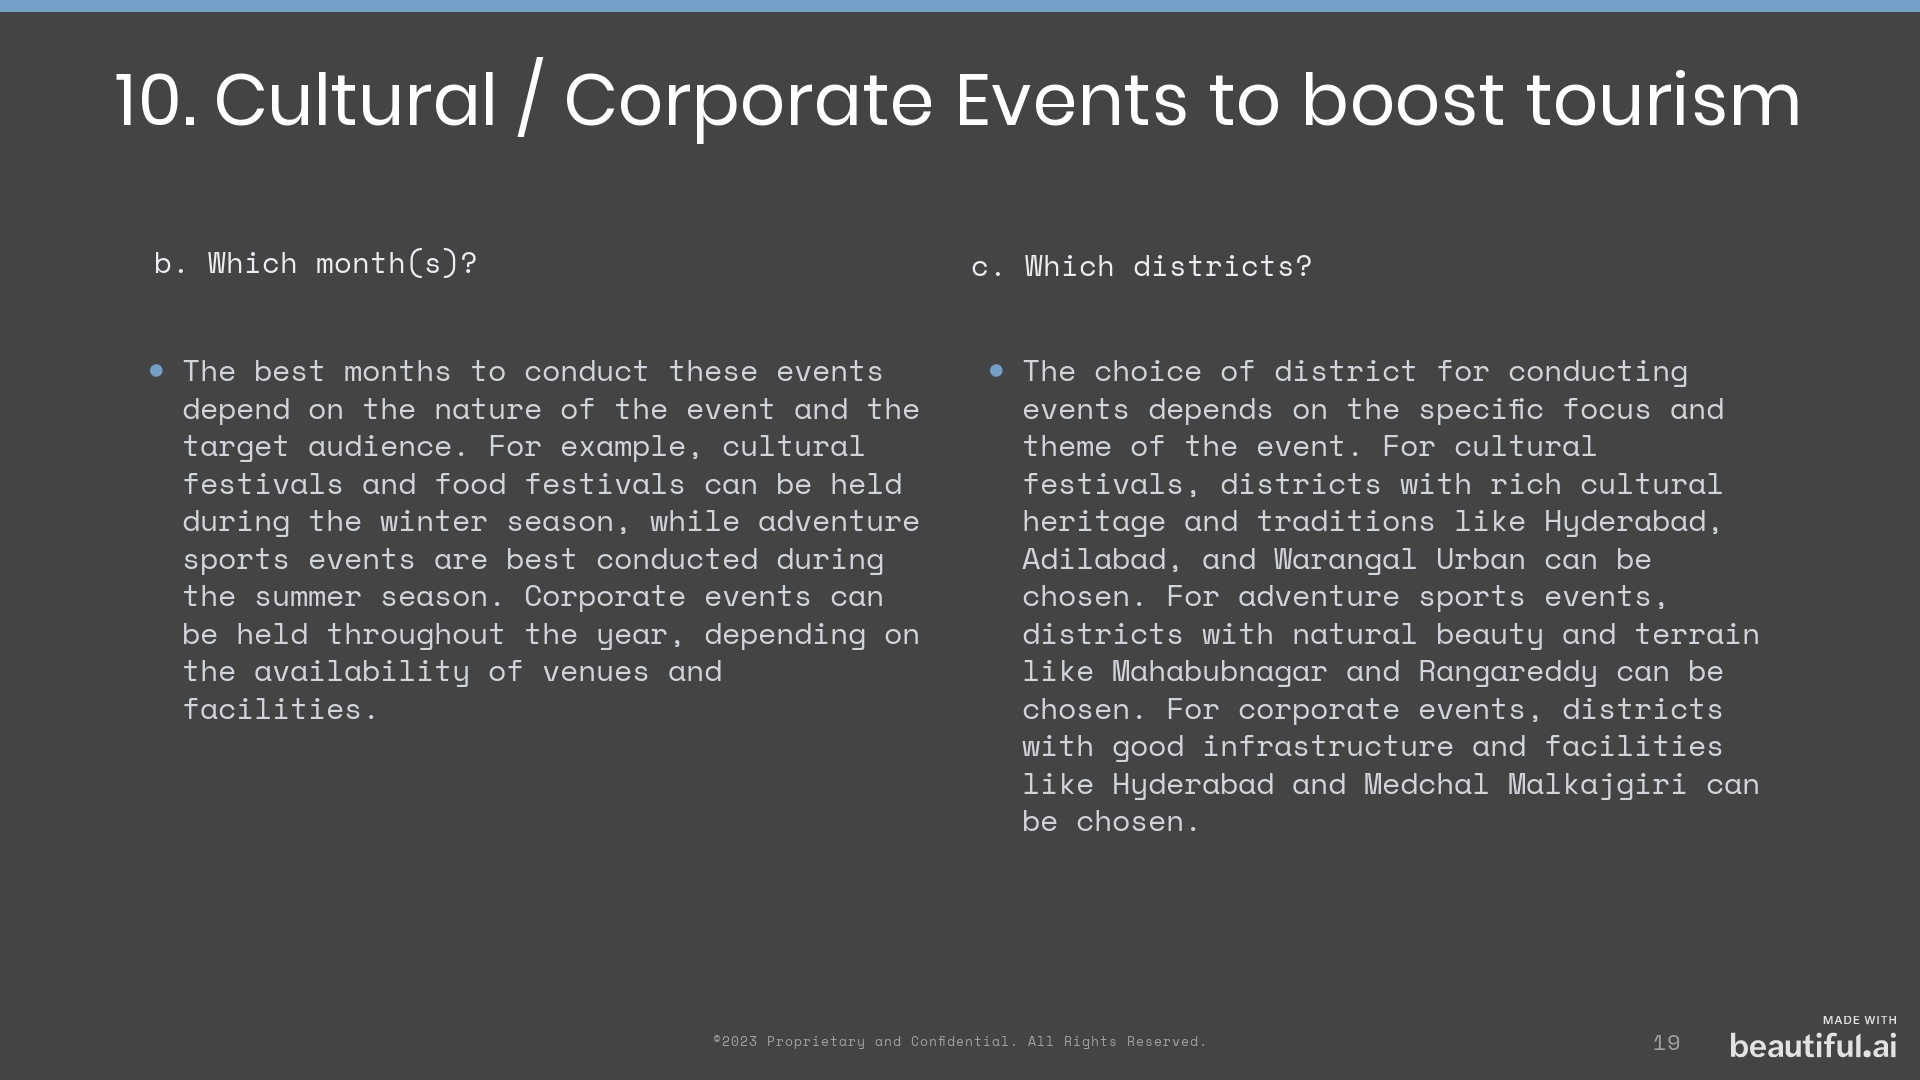 10. Cultural / Corporate Events to boost tourism
b. Which month(s)?
The best months to conduct these events
depend on the nature of the event and the
target audience. For example, cultural
festivals and food festivals can be held
during the winter season, while adventure
sports events are best conducted during
the summer season. Corporate events can
be held throughout the year, depending on
the availability of venues and
facilities.
c. Which districts?
The choice of district for conducting
events depends on the specific focus and
theme of the event. For cultural
festivals, districts with rich cultural
heritage and traditions like Hyderabad,
Adilabad, and Warangal Urban can be
chosen. For adventure sports events,
districts with natural beauty and terrain
like Mahabubnagar and Rangareddy can be
chosen. For corporate events, districts
with good infrastructure and facilities
like Hyderabad and Medchal Malkajgiri can
be chosen.
©2023 Proprietary and Confidential. All Rights Reserved.
19
MADE WITH
beautiful.ai